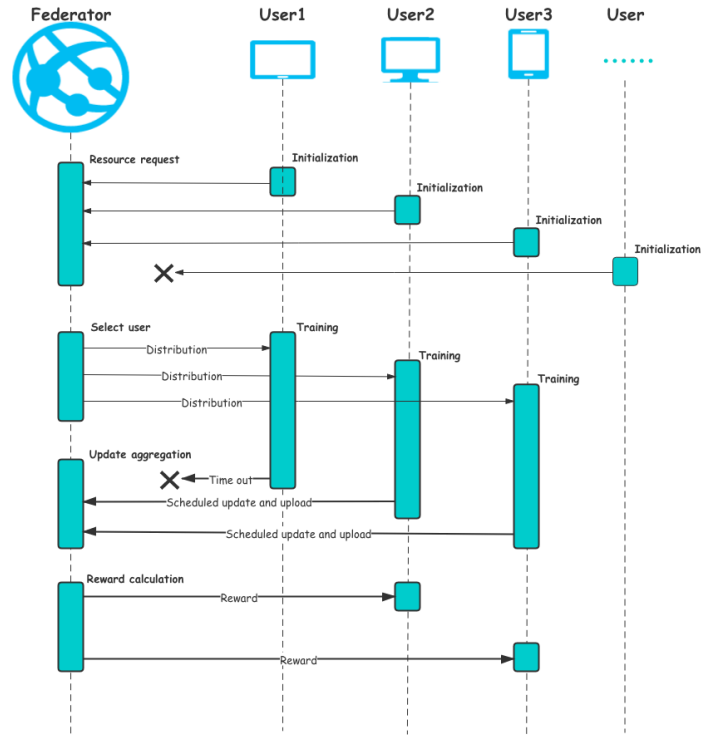 Federator
User1
User2
User3
User
Resource request
Initialization
Initialization
Initialization
Initialization
Select user
Training
Distribution
Training
Distribution
Training
Distribution
Update aggregation
Time out
Scheduled update and upload
Scheduled update and upload
Reward calculation
Reward
Reward